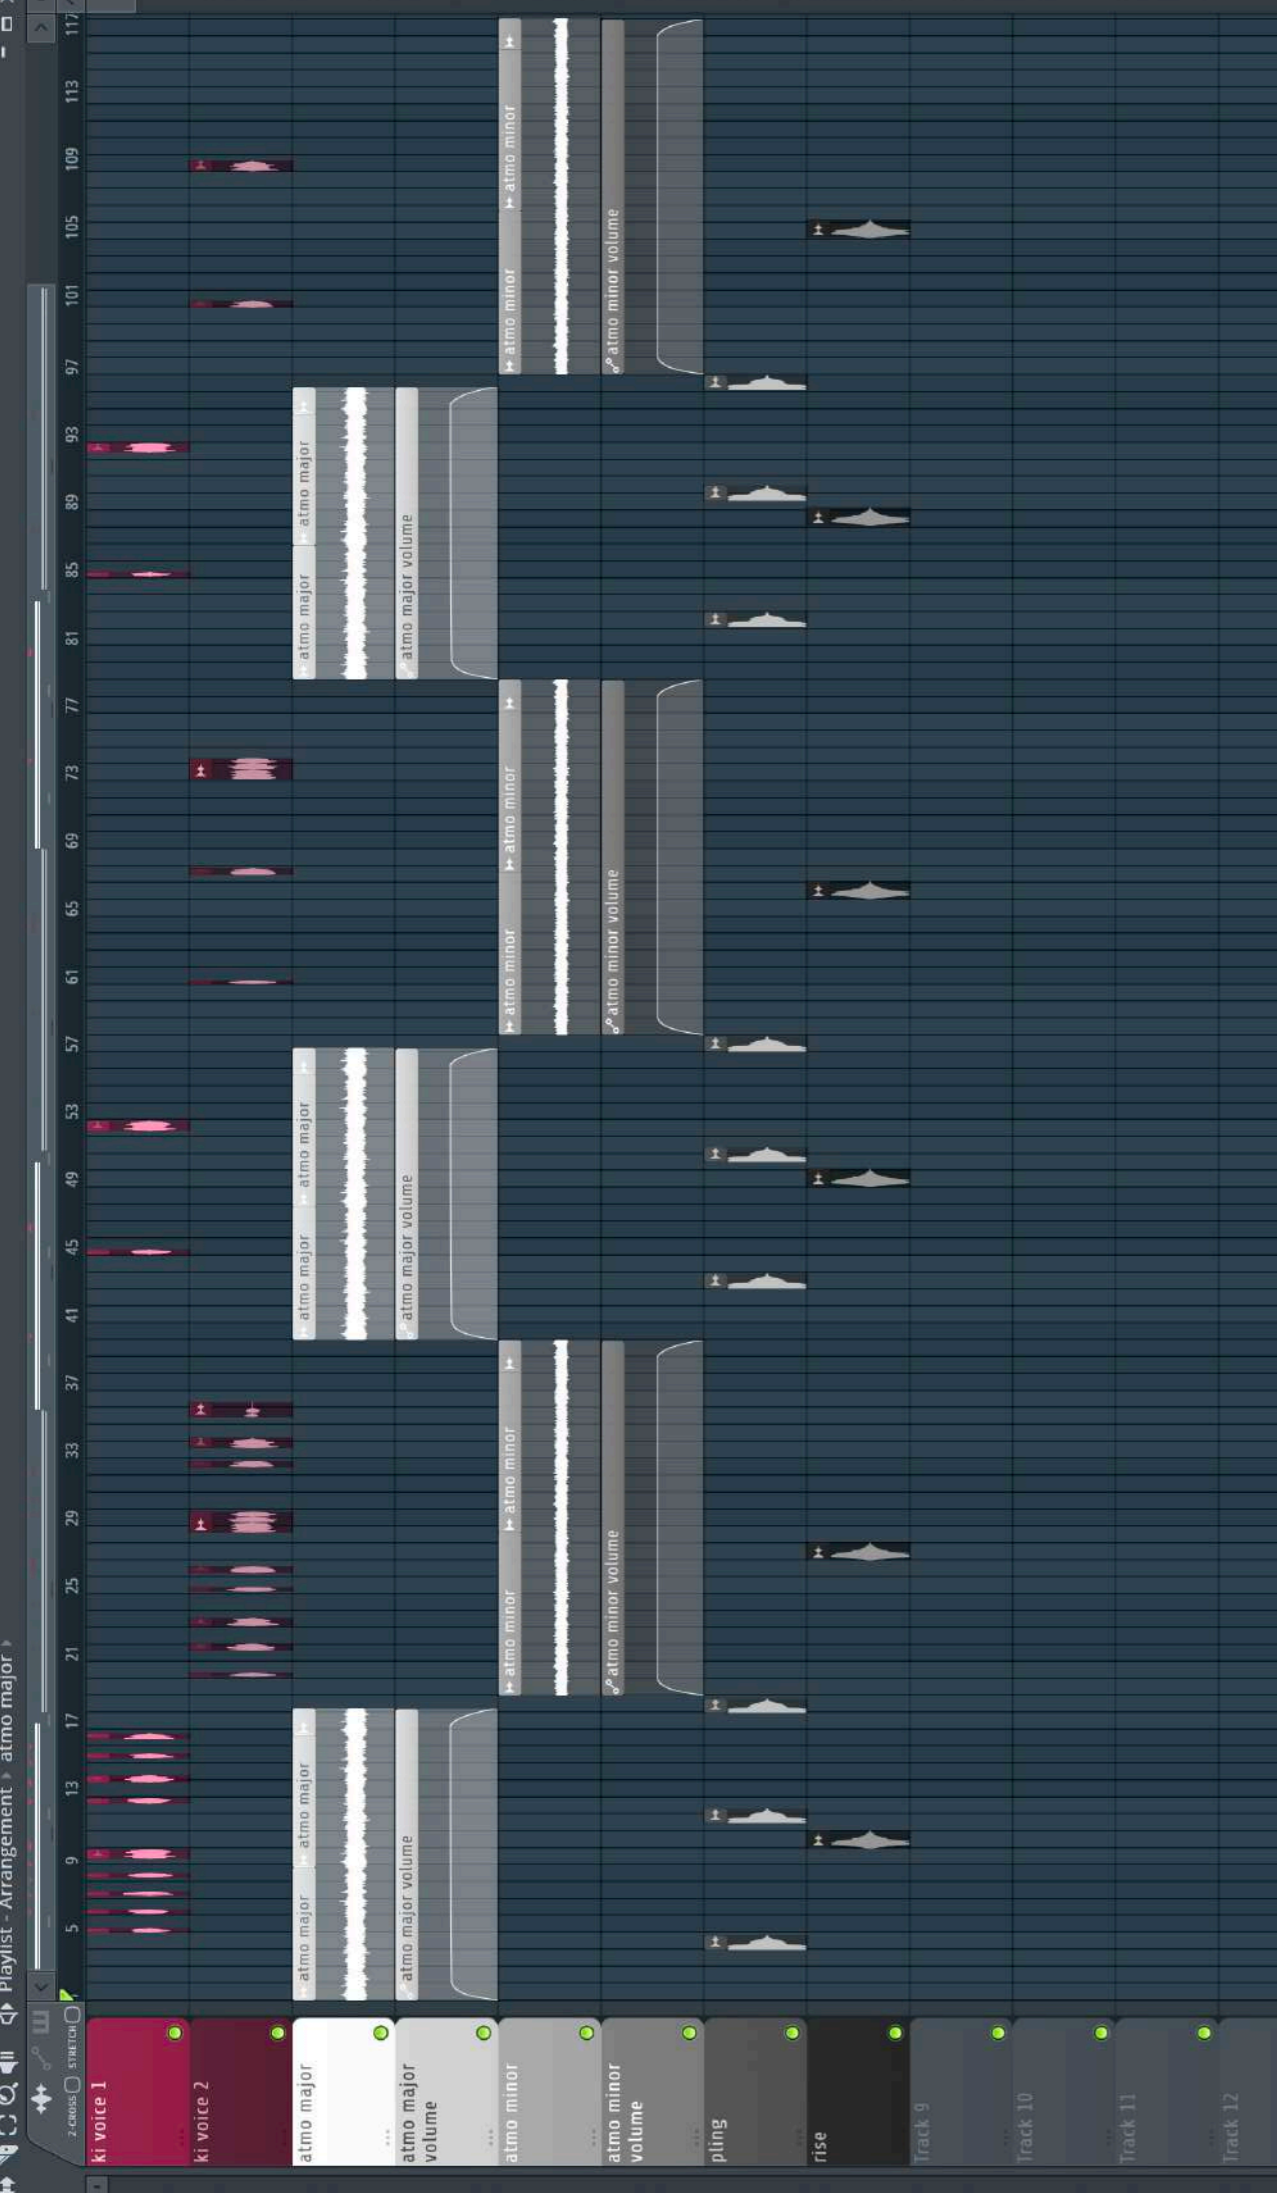 Playlist - Arrangement atmo major
Z-CROSS STRETCH
5 9 13 17 21 25 29 33 37 41 45 49 53 57 61 65 69 73 77 81 85 89 93 97 101 105 109 113 117
ki voice 1
ki voice 2
atmo major
atmo major atmo major
atmo major atmo major
atmo major atmo major
atmo major
volume
atmo major volume
atmo major volume
atmo major volume
atmo minor
atmo minor atmo minor
atmo minor atmo minor
atmo minor atmo minor
atmo minor
volume
atmo minor volume
atmo minor volume
atmo minor volume
pling
rise
Track 9
Track 10
Track 11
Track 12